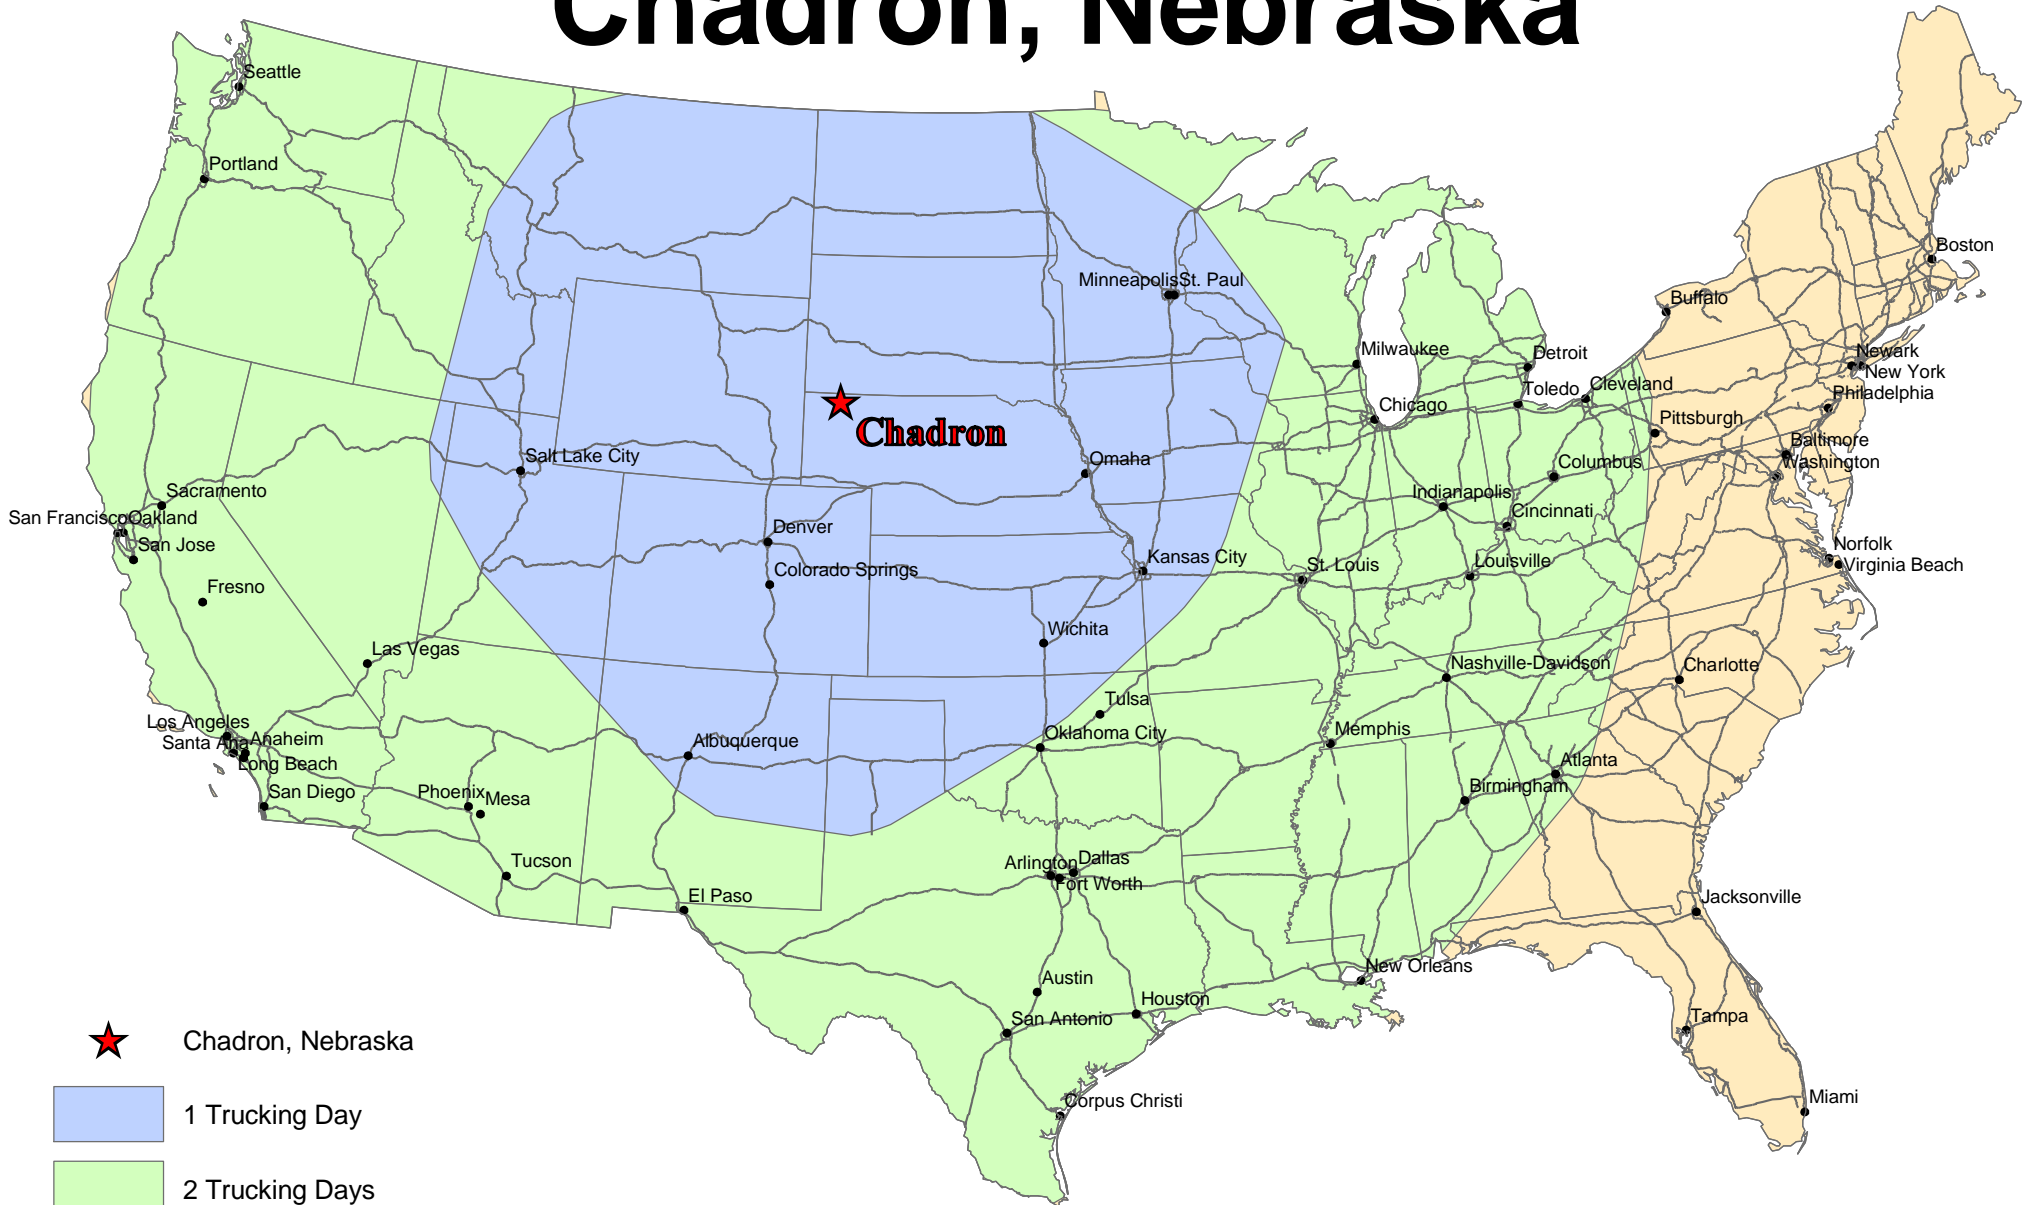 Chadron, Nebraska
Seattle
Portland
Boston
Minneapolis St. Paul
Buffalo
Milwaukee
Detroit
Newark
New York
Toledo
Cleveland
Philadelphia
Chicago
Pittsburgh
Chadron
Baltimore
Washington
Salt Lake City
Omaha
Columbus
Sacramento
Indianapolis
San Francisco Oakland
Cincinnati
Denver
San Jose
Norfolk
Kansas City
St. Louis
Louisville
Virginia Beach
Colorado Springs
Fresno
Wichita
Las Vegas
Nashville-Davidson
Charlotte
Tulsa
Los Angeles
Santa Ana
Anaheim
Albuquerque
Oklahoma City
Memphis
Long Beach
Atlanta
San Diego
Phoenix
Mesa
Birmingham
Tucson
Arlington
Dallas
Fort Worth
El Paso
Jacksonville
New Orleans
Austin
Houston
San Antonio
Tampa
Chadron, Nebraska
Miami
Corpus Christi
1 Trucking Day
2 Trucking Days